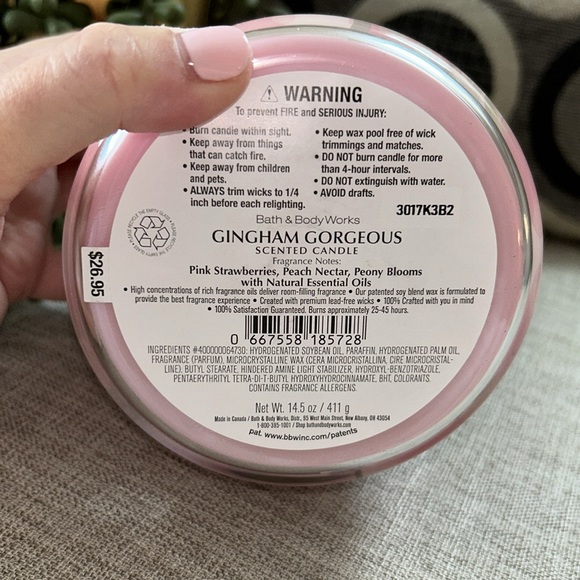 ⚠ WARNING
To prevent FIRE and SERIOUS INJURY:
• Burn candle within sight.
• Keep away from things
that can catch fire.
• Keep away from children
and pets.
• ALWAYS trim wicks to 1/4
inch before each relighting.
• Keep wax pool free of wick
trimmings and matches.
• DO NOT burn candle for more
than 4-hour intervals.
• DO NOT extinguish with water.
• AVOID drafts.
3017K3B2
Bath & Body Works
GINGHAM GORGEOUS
SCENTED CANDLE
Fragrance Notes:
Pink Strawberries, Peach Nectar, Peony Blooms
with Natural Essential Oils
• High concentrations of rich fragrance oils deliver room-filling fragrance • Our patented soy blend wax is formulated to
provide the best fragrance experience • Created with premium lead-free wicks • 100% Crafted with you in mind
• 100% Satisfaction Guaranteed. Burns approximately 25-45 hours.
$26.95
0 667558 185728
INGREDIENTS #400000064730: HYDROGENATED SOYBEAN OIL, PARAFFIN, HYDROGENATED PALM OIL,
FRAGRANCE (PARFUM), MICROCRYSTALLINE WAX (CERA MICROCRISTALLINA, CIRE MICROCRISTAL-
LINE), BUTYL STEARATE, HINDERED AMINE LIGHT STABILIZER, HYDROXYL-BENZOTRIAZOLE,
PENTAERYTHRITYL TETRA-DI-T-BUTYL HYDROXYHYDROCINNAMATE, BHT, COLORANTS.
CONTAINS FRAGRANCE ALLERGENS.
Net Wt. 14.5 oz / 411 g
Made in Canada / Bath & Body Works, Distr., 95 West Main Street, New Albany, OH 43054
1-800-395-1001 / Shop bathandbodyworks.com
pat. www.bbwinc.com/patents